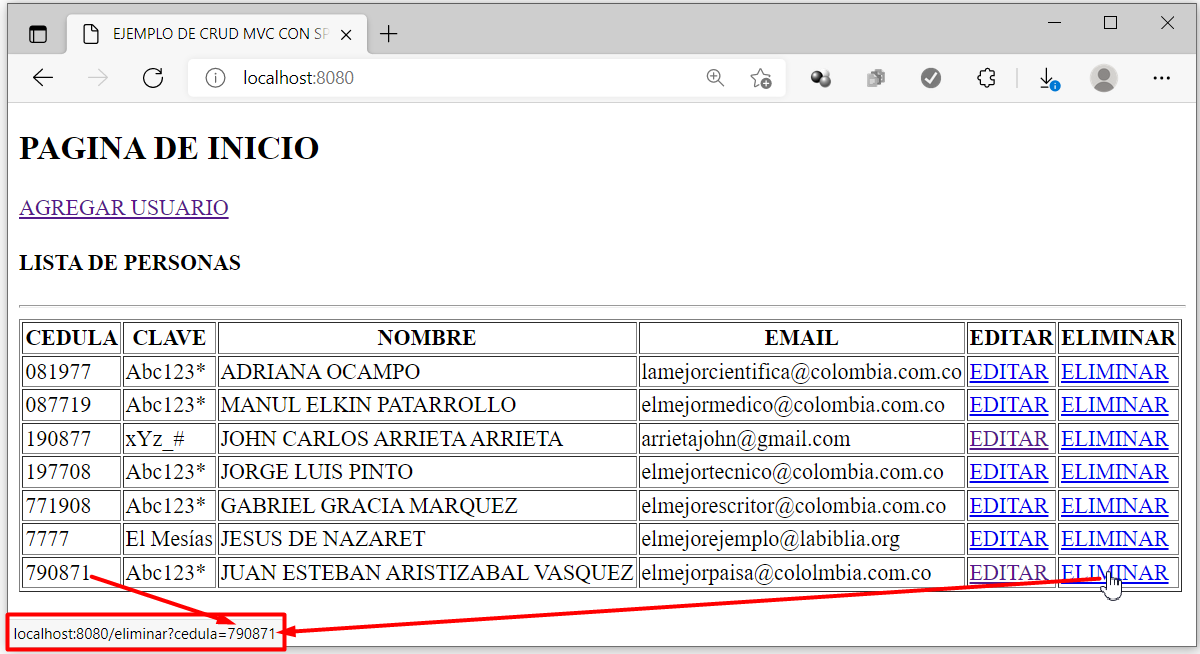 EJEMPLO DE CRUD MVC CON SP
localhost:8080
PAGINA DE INICIO
AGREGAR USUARIO
LISTA DE PERSONAS
CEDULA CLAVE NOMBRE EMAIL EDITAR ELIMINAR
081977 Abc123* ADRIANA OCAMPO lamejorcientifica@colombia.com.co EDITAR ELIMINAR
087719 Abc123* MANUL ELKIN PATARROLLO elmejormedico@colombia.com.co EDITAR ELIMINAR
190877 xYz_# JOHN CARLOS ARRIETA ARRIETA arrietajohn@gmail.com EDITAR ELIMINAR
197708 Abc123* JORGE LUIS PINTO elmejortecnico@colombia.com.co EDITAR ELIMINAR
771908 Abc123* GABRIEL GRACIA MARQUEZ elmejorescritor@colombia.com.co EDITAR ELIMINAR
7777 El Mesías JESUS DE NAZARET elmejorejemplo@labiblia.org EDITAR ELIMINAR
790871 Abc123* JUAN ESTEBAN ARISTIZABAL VASQUEZ elmejorpaisa@cololmbia.com.co EDITAR ELIMINAR
localhost:8080/eliminar?cedula=790871